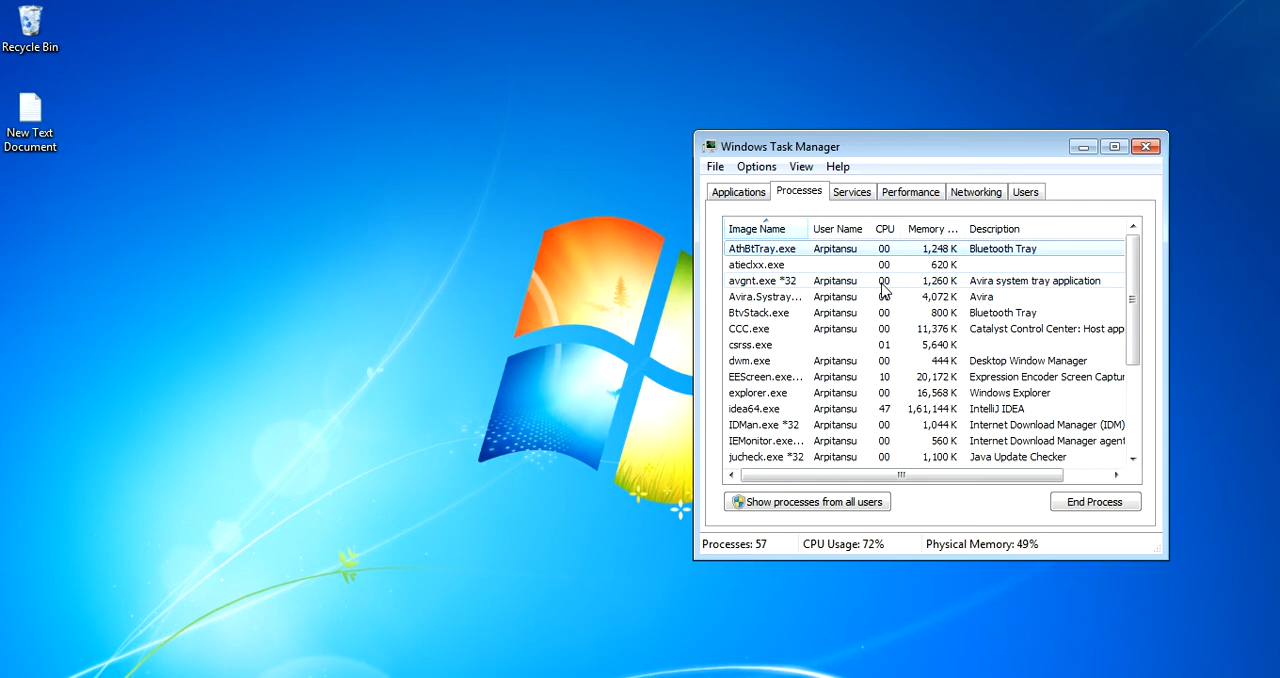 Recycle Bin
New Text
Document
Windows Task Manager
File Options View Help
Applications Processes Services Performance Networking Users
Image Name User Name CPU Memory ... Description
AthBtTray.exe Arpitansu 00 1,248 K Bluetooth Tray
atieclxx.exe 00 620 K
avgnt.exe *32 Arpitansu 00 1,260 K Avira system tray application
Avira.Systray... Arpitansu 4,072 K Avira
BtvStack.exe Arpitansu 00 800 K Bluetooth Tray
CCC.exe Arpitansu 00 11,376 K Catalyst Control Center: Host app
csrss.exe 01 5,640 K
dwm.exe Arpitansu 00 444 K Desktop Window Manager
EEScreen.exe... Arpitansu 10 20,172 K Expression Encoder Screen Captur
explorer.exe Arpitansu 00 16,568 K Windows Explorer
idea64.exe Arpitansu 47 1,61,144 K IntelliJ IDEA
IDMan.exe *32 Arpitansu 00 1,044 K Internet Download Manager (IDM)
IEMonitor.exe... Arpitansu 00 560 K Internet Download Manager agent
jucheck.exe *32 Arpitansu 00 1,100 K Java Update Checker
Show processes from all users End Process
Processes: 57 CPU Usage: 72% Physical Memory: 49%